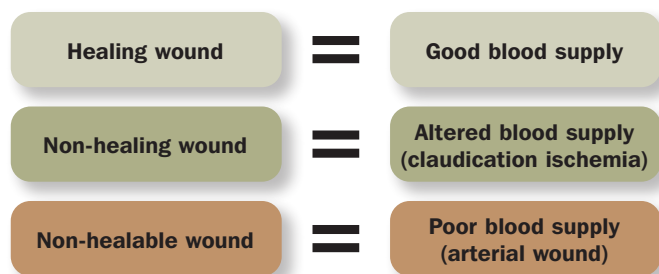 Healing wound = Good blood supply
Non-healing wound = Altered blood supply
(claudication ischemia)
Non-healable wound = Poor blood supply
(arterial wound)